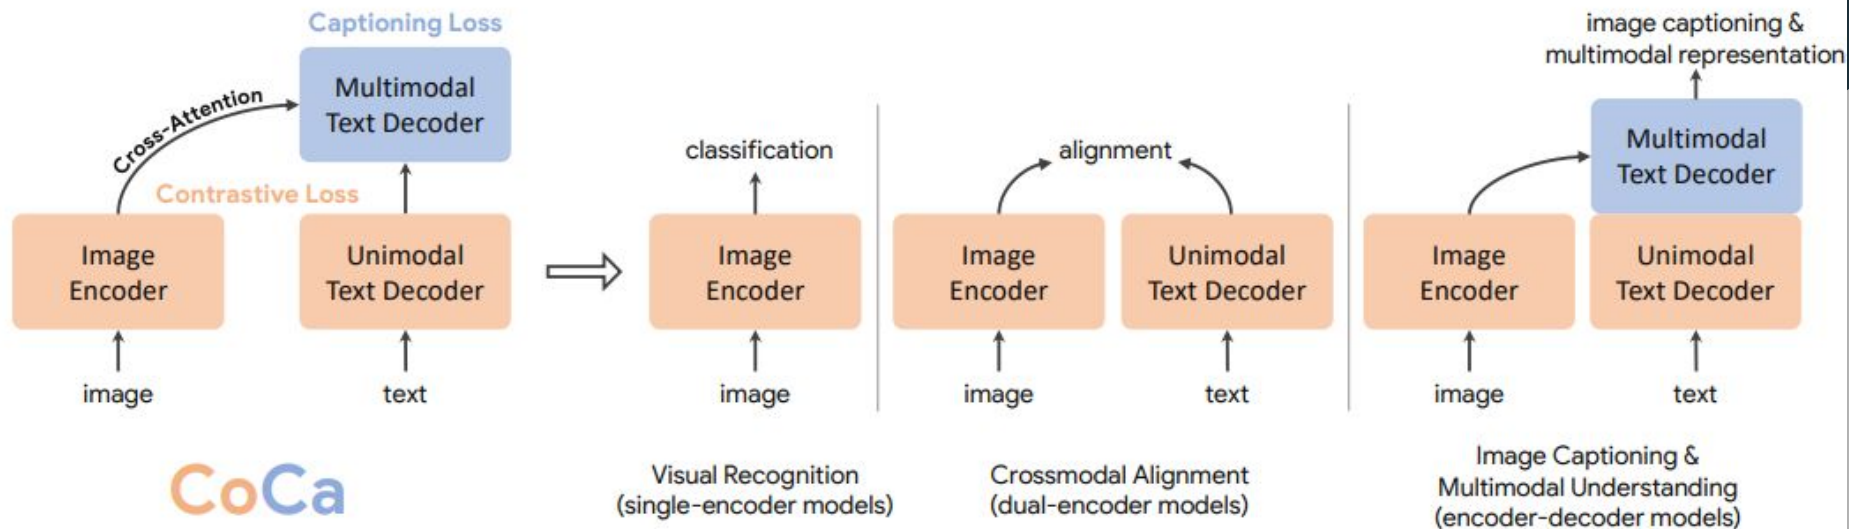 Captioning Loss
Multimodal
Text Decoder
Cross-Attention
Contrastive Loss
Image
Encoder
Unimodal
Text Decoder
image
text
CoCa
classification
Image
Encoder
image
Visual Recognition
(single-encoder models)
alignment
Image
Encoder
Unimodal
Text Decoder
image
text
Crossmodal Alignment
(dual-encoder models)
image captioning &
multimodal representation
Multimodal
Text Decoder
Image
Encoder
Unimodal
Text Decoder
image
text
Image Captioning &
Multimodal Understanding
(encoder-decoder models)